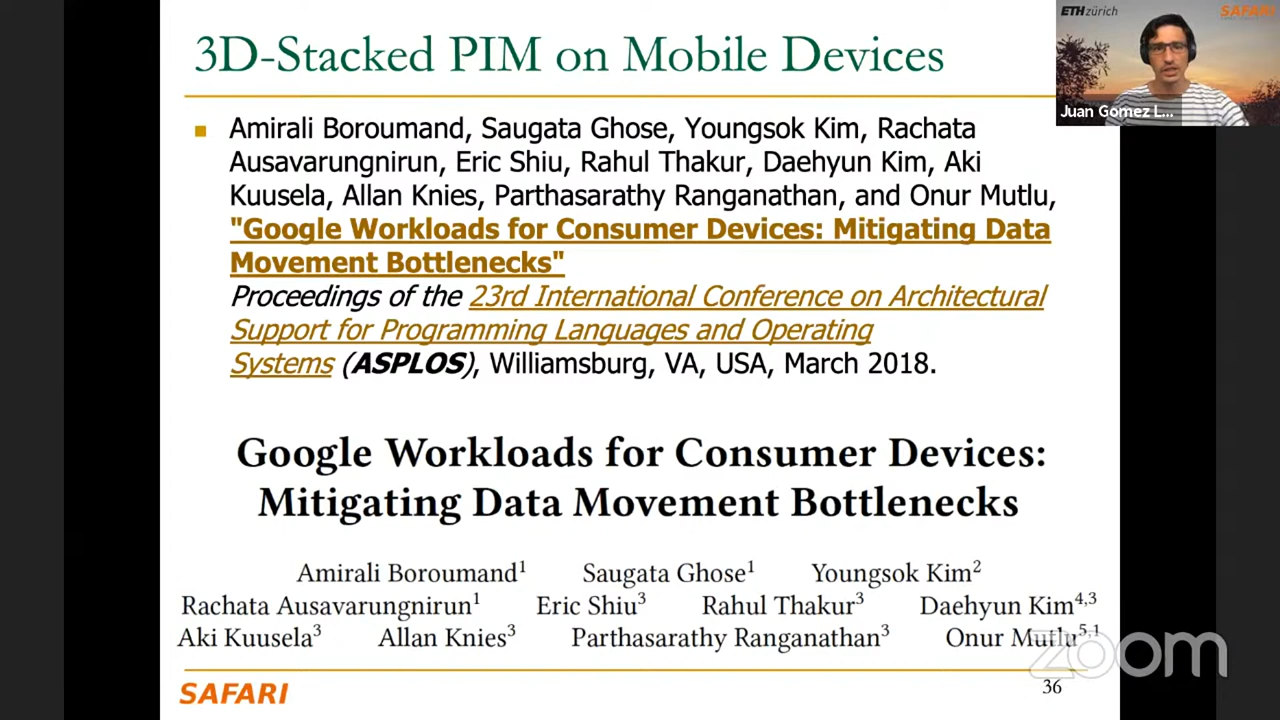 3D-Stacked PIM on Mobile Devices
ETH zürich
SAFARI
Juan Gomez L...
Amirali Boroumand, Saugata Ghose, Youngsok Kim, Rachata
Ausavarungnirun, Eric Shiu, Rahul Thakur, Daehyun Kim, Aki
Kuusela, Allan Knies, Parthasarathy Ranganathan, and Onur Mutlu,
"Google Workloads for Consumer Devices: Mitigating Data
Movement Bottlenecks"
Proceedings of the 23rd International Conference on Architectural
Support for Programming Languages and Operating
Systems (ASPLOS), Williamsburg, VA, USA, March 2018.
Google Workloads for Consumer Devices:
Mitigating Data Movement Bottlenecks
Amirali Boroumand¹ Saugata Ghose¹ Youngsok Kim²
Rachata Ausavarungnirun¹ Eric Shiu³ Rahul Thakur³ Daehyun Kim⁴,³
Aki Kuusela³ Allan Knies³ Parthasarathy Ranganathan³ Onur Mutlu⁵,¹
zoom
SAFARI
36